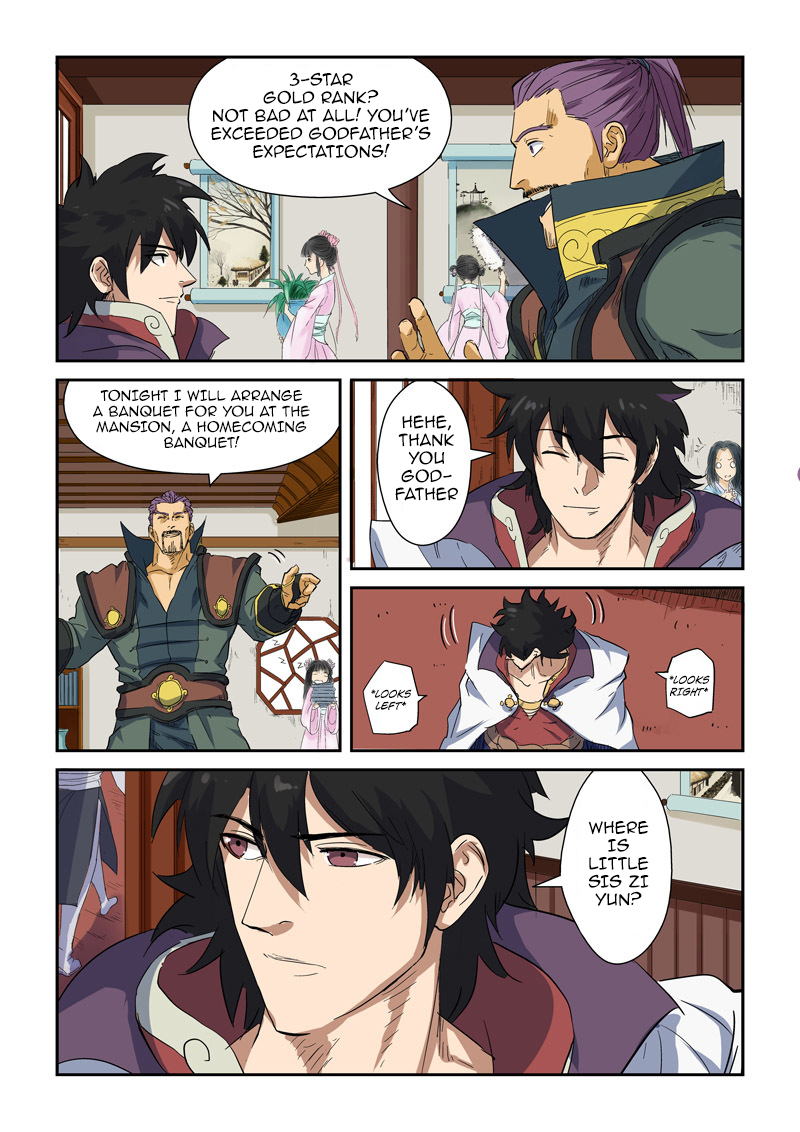 3-STAR
GOLD RANK?
NOT BAD AT ALL! YOU'VE
EXCEEDED GODFATHER'S
EXPECTATIONS!
TONIGHT I WILL ARRANGE
A BANQUET FOR YOU AT THE
MANSION, A HOMECOMING
BANQUET!
HEHE,
THANK
YOU
GOD-
FATHER
*LOOKS
LEFT*
*LOOKS
RIGHT*
WHERE
IS
LITTLE
SIS ZI
YUN?